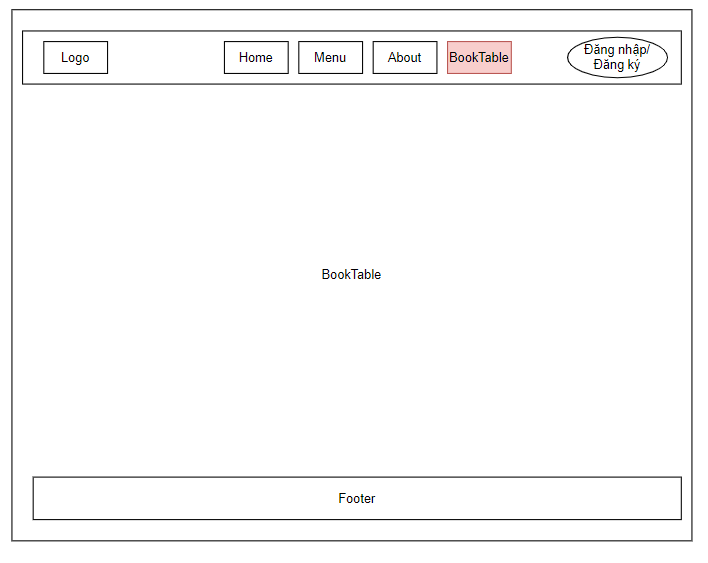 Logo
Home
Menu
About
BookTable
Đăng nhập/
Đăng ký
BookTable
Footer